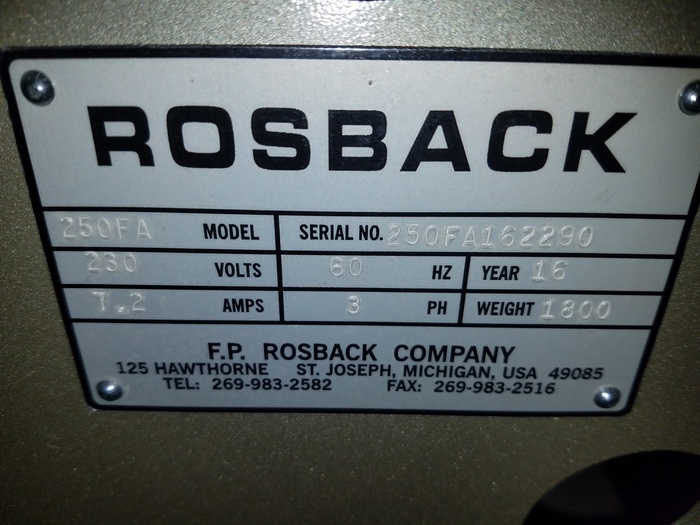 ROSBACK
250FA MODEL SERIAL NO. 250FA162290
230 VOLTS 60 HZ YEAR 16
7.2 AMPS 3 PH WEIGHT 1800
F.P. ROSBACK COMPANY
125 HAWTHORNE ST. JOSEPH, MICHIGAN, USA 49085
TEL: 269-983-2582 FAX: 269-983-2516